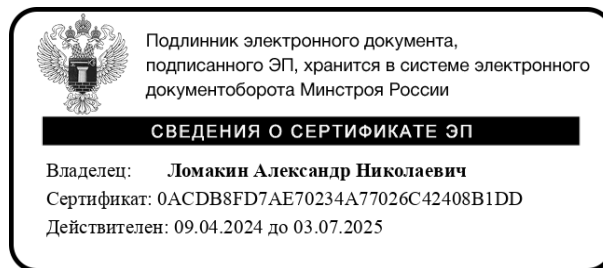 Подлинник электронного документа,
подписанного ЭП, хранится в системе электронного
документоборота Минстроя России
СВЕДЕНИЯ О СЕРТИФИКАТЕ ЭП
Владелец: Ломакин Александр Николаевич
Сертификат: 0ACDB8FD7AE70234A77026C42408B1DD
Действителен: 09.04.2024 до 03.07.2025